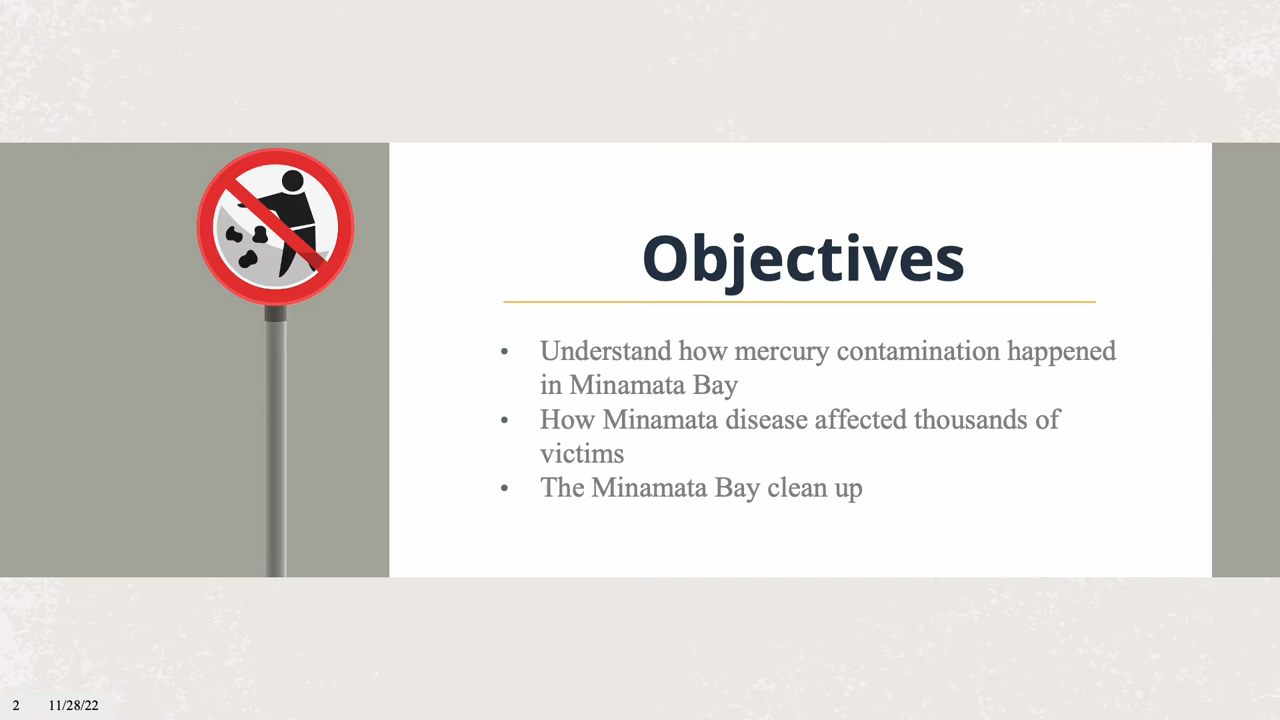 Objectives
• Understand how mercury contamination happened
in Minamata Bay
• How Minamata disease affected thousands of
victims
• The Minamata Bay clean up
2 11/28/22